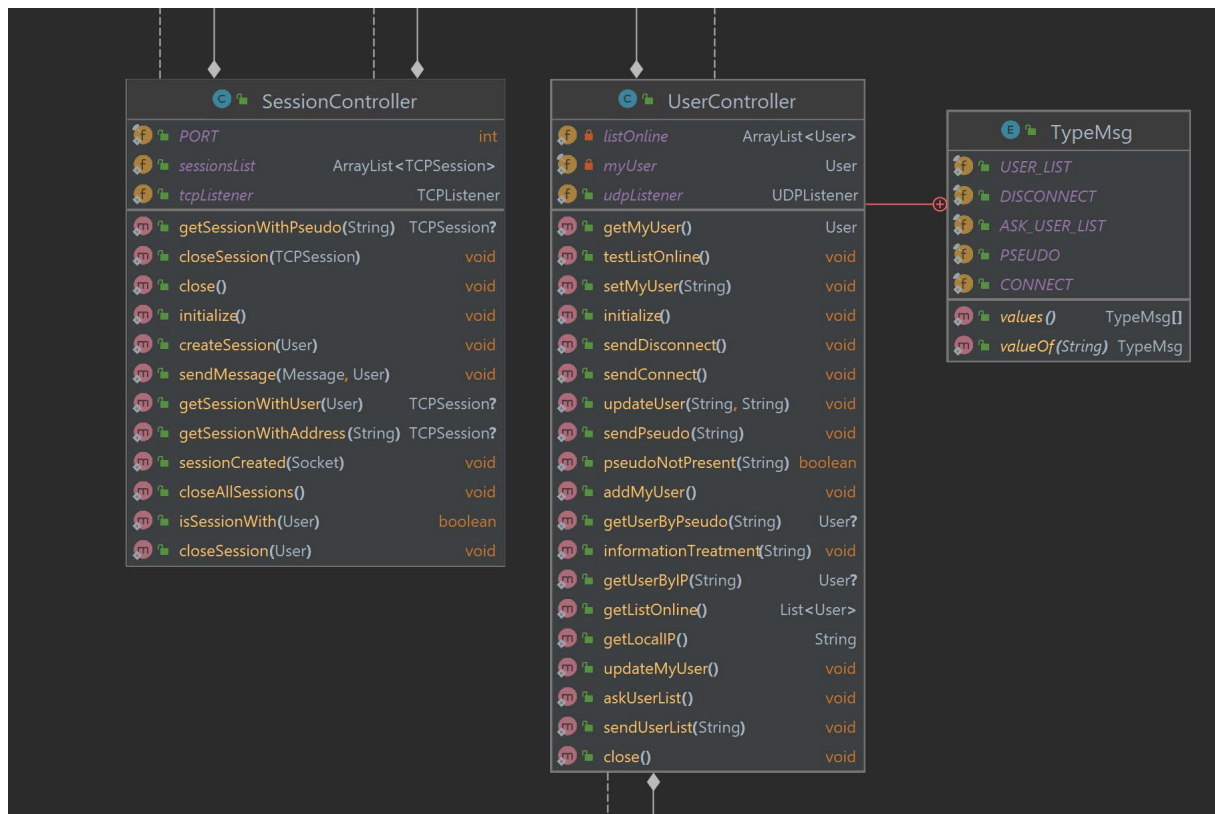 SessionController
PORT int
sessionsList ArrayList<TCPSession>
tcpListener TCPListener
getSessionWithPseudo(String) TCPSession?
closeSession(TCPSession) void
close() void
initialize() void
createSession(User) void
sendMessage(Message, User) void
getSessionWithUser(User) TCPSession?
getSessionWithAddress(String) TCPSession?
sessionCreated(Socket) void
closeAllSessions() void
isSessionWith(User) boolean
closeSession(User) void
UserController
listOnline ArrayList<User>
myUser User
udpListener UDPListener
getMyUser() User
testListOnline() void
setMyUser(String) void
initialize() void
sendDisconnect() void
sendConnect() void
updateUser(String, String) void
sendPseudo(String) void
pseudoNotPresent(String) boolean
addMyUser() void
getUserByPseudo(String) User?
informationTreatment(String) void
getUserByIP(String) User?
getListOnline() List<User>
getLocalIP() String
updateMyUser() void
askUserList() void
sendUserList(String) void
close() void
TypeMsg
USER_LIST
DISCONNECT
ASK_USER_LIST
PSEUDO
CONNECT
values() TypeMsg[]
valueOf(String) TypeMsg